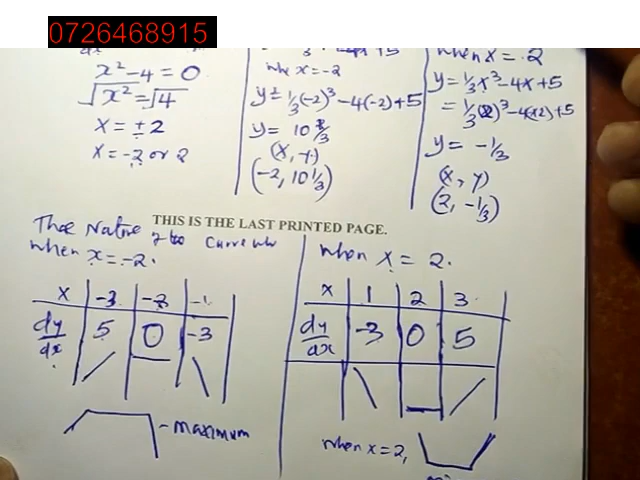 0726468915
x² - 4 = 0
√x² = √4
x = ± 2
x = -2 or 2
when x = -2
y = ⅓(-2)³ - 4(-2) + 5
y = 10⅓
(x, y)
(-2, 10⅓)
when x = 2
y = ⅓x³ - 4x + 5
= ⅓(2)³ - 4(2) + 5
y = -⅓
(x, y)
(2, -⅓)
THIS IS THE LAST PRINTED PAGE.
The Nature of the curve
when x = -2.
x -3 -2 -1
dy/dx 5 0 -3
- maximum
when x = 2.
x 1 2 3
dy/dx -3 0 5
when x = 2,